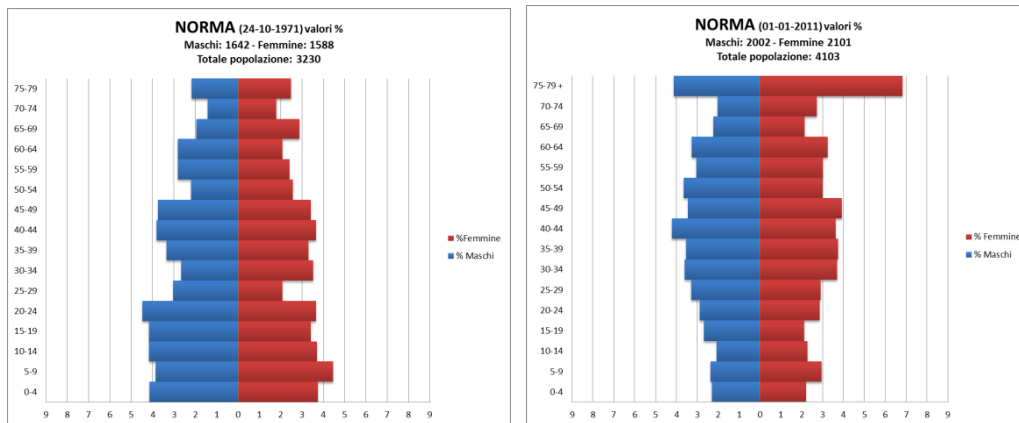 NORMA (24-10-1971) valori %
Maschi: 1642 - Femmine: 1588
Totale popolazione: 3230
75-79
70-74
65-69
60-64
55-59
50-54
45-49
40-44
35-39
30-34
25-29
20-24
15-19
10-14
5-9
0-4
9 8 7 6 5 4 3 2 1 0 1 2 3 4 5 6 7 8 9
%Femmine
% Maschi
NORMA (01-01-2011) valori %
Maschi: 2002 - Femmine 2101
Totale popolazione: 4103
75-79 +
70-74
65-69
60-64
55-59
50-54
45-49
40-44
35-39
30-34
25-29
20-24
15-19
10-14
5-9
0-4
9 8 7 6 5 4 3 2 1 0 1 2 3 4 5 6 7 8 9
% Femmine
% Maschi